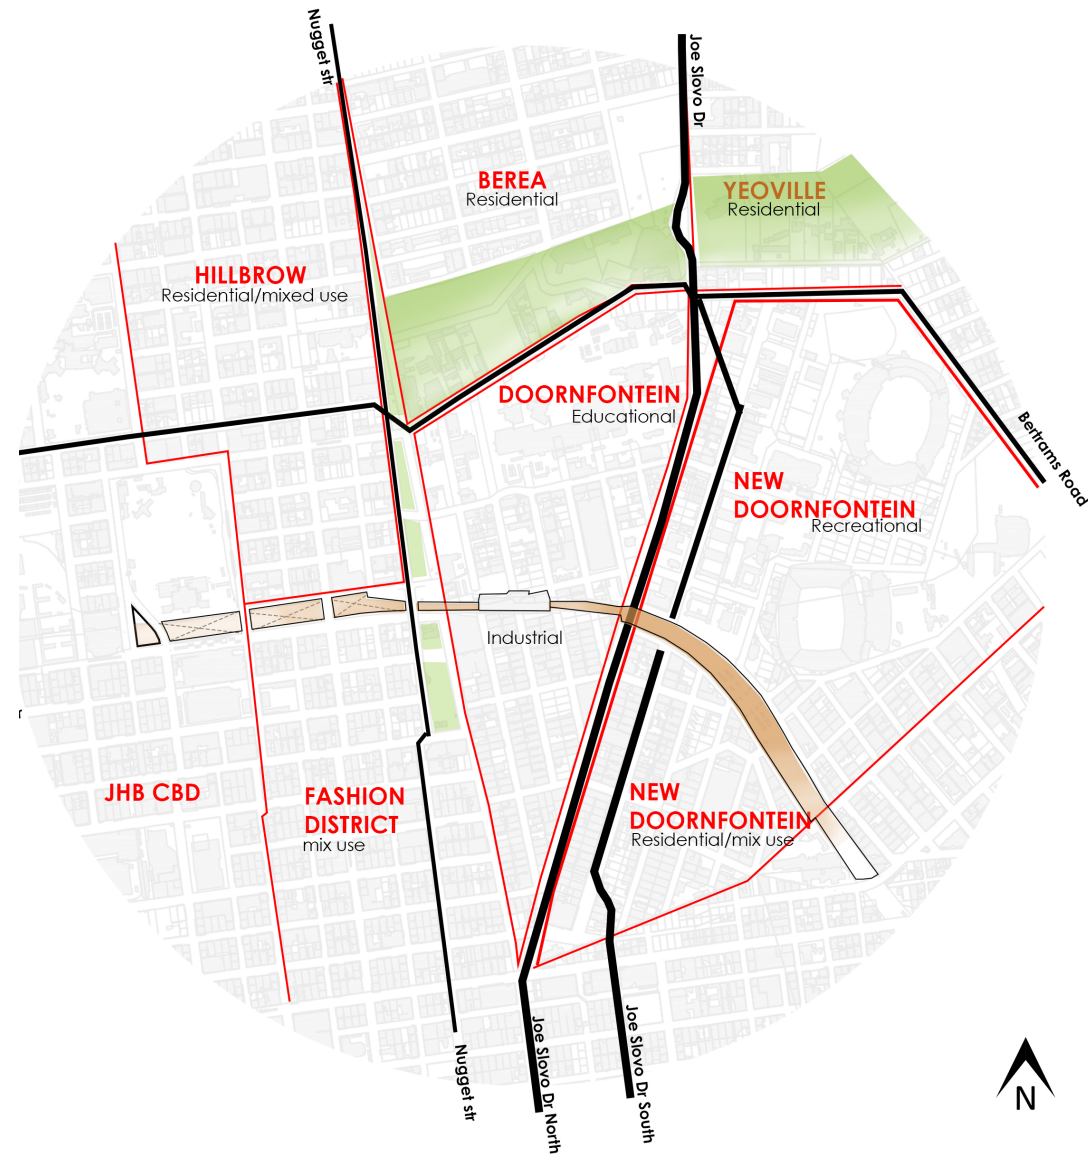 Nugget str
Joe Slovo Dr
BEREA
Residential
YEOVILLE
Residential
HILLBROW
Residential/mixed use
DOORNFONTEIN
Educational
Bertrams Road
NEW
DOORNFONTEIN
Recreational
Industrial
r
JHB CBD
FASHION
DISTRICT
mix use
NEW
DOORNFONTEIN
Residential/mix use
Nugget str
Joe Slovo Dr North
Joe Slovo Dr South
N